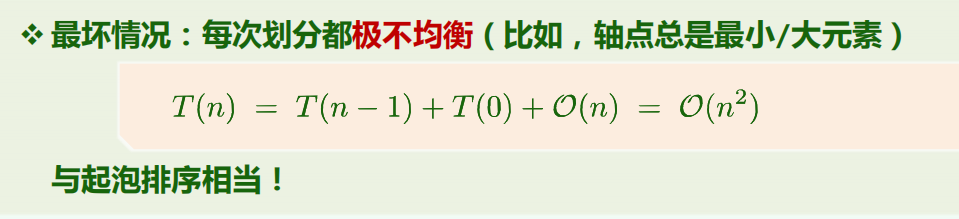 ❖ 最坏情况：每次划分都极不均衡（比如，轴点总是最小/大元素）
T(n) = T(n − 1) + T(0) + 𝒪(n) = 𝒪(n²)
与起泡排序相当！